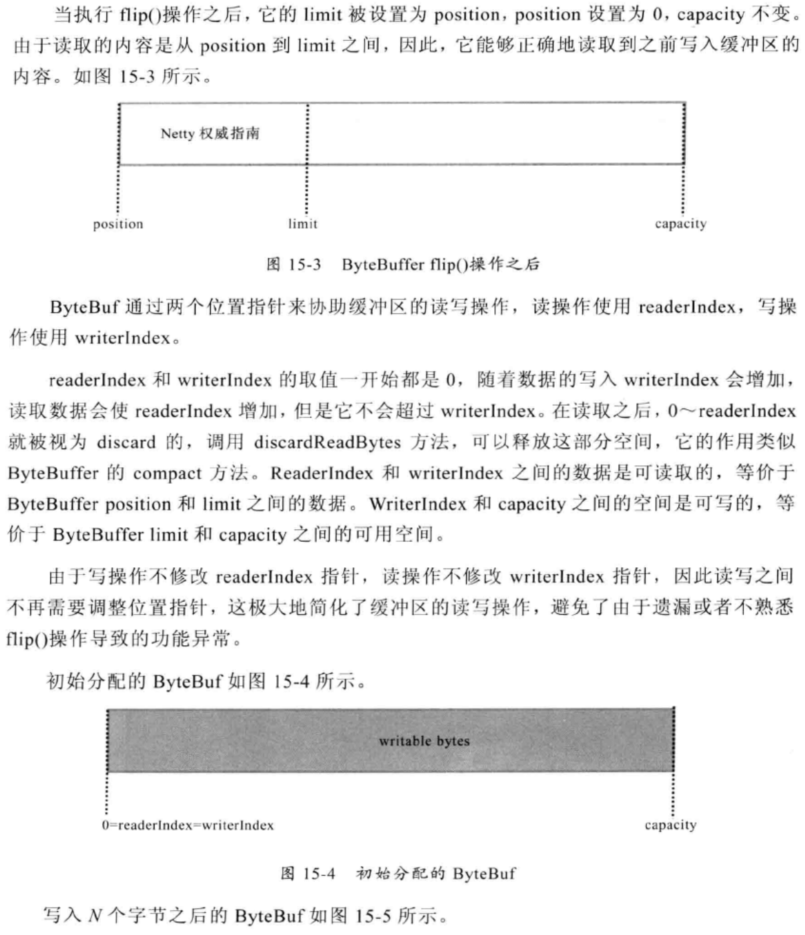 当执行 flip()操作之后，它的 limit 被设置为 position，position 设置为 0，capacity 不变。
由于读取的内容是从 position 到 limit 之间，因此，它能够正确地读取到之前写入缓冲区的
内容。如图 15-3 所示。
Netty 权威指南
position limit capacity
图 15-3 ByteBuffer flip()操作之后
ByteBuf 通过两个位置指针来协助缓冲区的读写操作，读操作使用 readerIndex，写操
作使用 writerIndex。
readerIndex 和 writerIndex 的取值一开始都是 0，随着数据的写入 writerIndex 会增加，
读取数据会使 readerIndex 增加，但是它不会超过 writerIndex。在读取之后，0～readerIndex
就被视为 discard 的，调用 discardReadBytes 方法，可以释放这部分空间，它的作用类似
ByteBuffer 的 compact 方法。ReaderIndex 和 writerIndex 之间的数据是可读取的，等价于
ByteBuffer position 和 limit 之间的数据。WriterIndex 和 capacity 之间的空间是可写的，等
价于 ByteBuffer limit 和 capacity 之间的可用空间。
由于写操作不修改 readerIndex 指针，读操作不修改 writerIndex 指针，因此读写之间
不再需要调整位置指针，这极大地简化了缓冲区的读写操作，避免了由于遗漏或者不熟悉
flip()操作导致的功能异常。
初始分配的 ByteBuf 如图 15-4 所示。
writable bytes
0=readerIndex=writerIndex capacity
图 15-4 初始分配的 ByteBuf
写入 N 个字节之后的 ByteBuf 如图 15-5 所示。